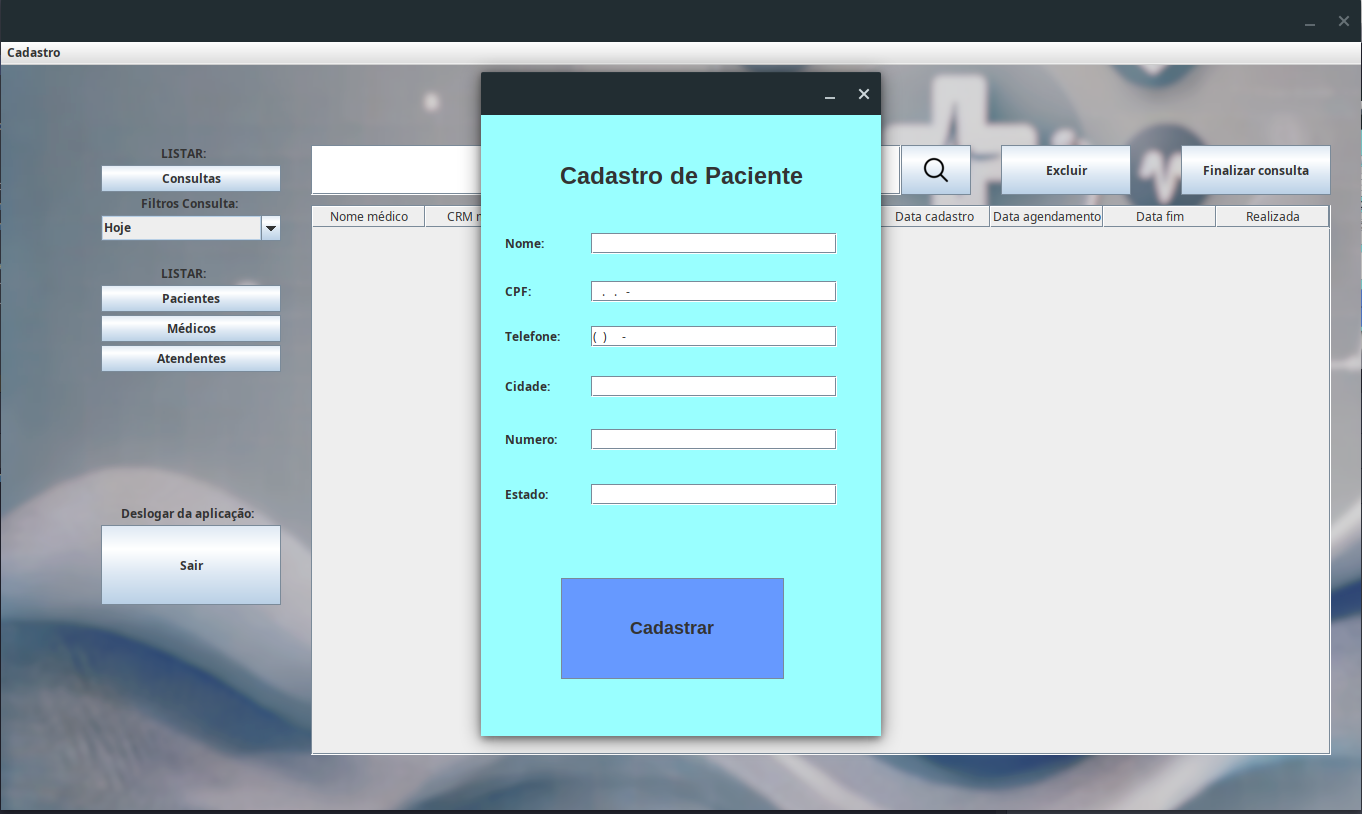 Cadastro
LISTAR:
Consultas
Filtros Consulta:
Hoje
LISTAR:
Pacientes
Médicos
Atendentes
Deslogar da aplicação:
Sair
Excluir
Finalizar consulta
Nome médico
CRM
Data cadastro
Data agendamento
Data fim
Realizada
Cadastro de Paciente
Nome:
CPF: . . -
Telefone: ( ) -
Cidade:
Numero:
Estado:
Cadastrar